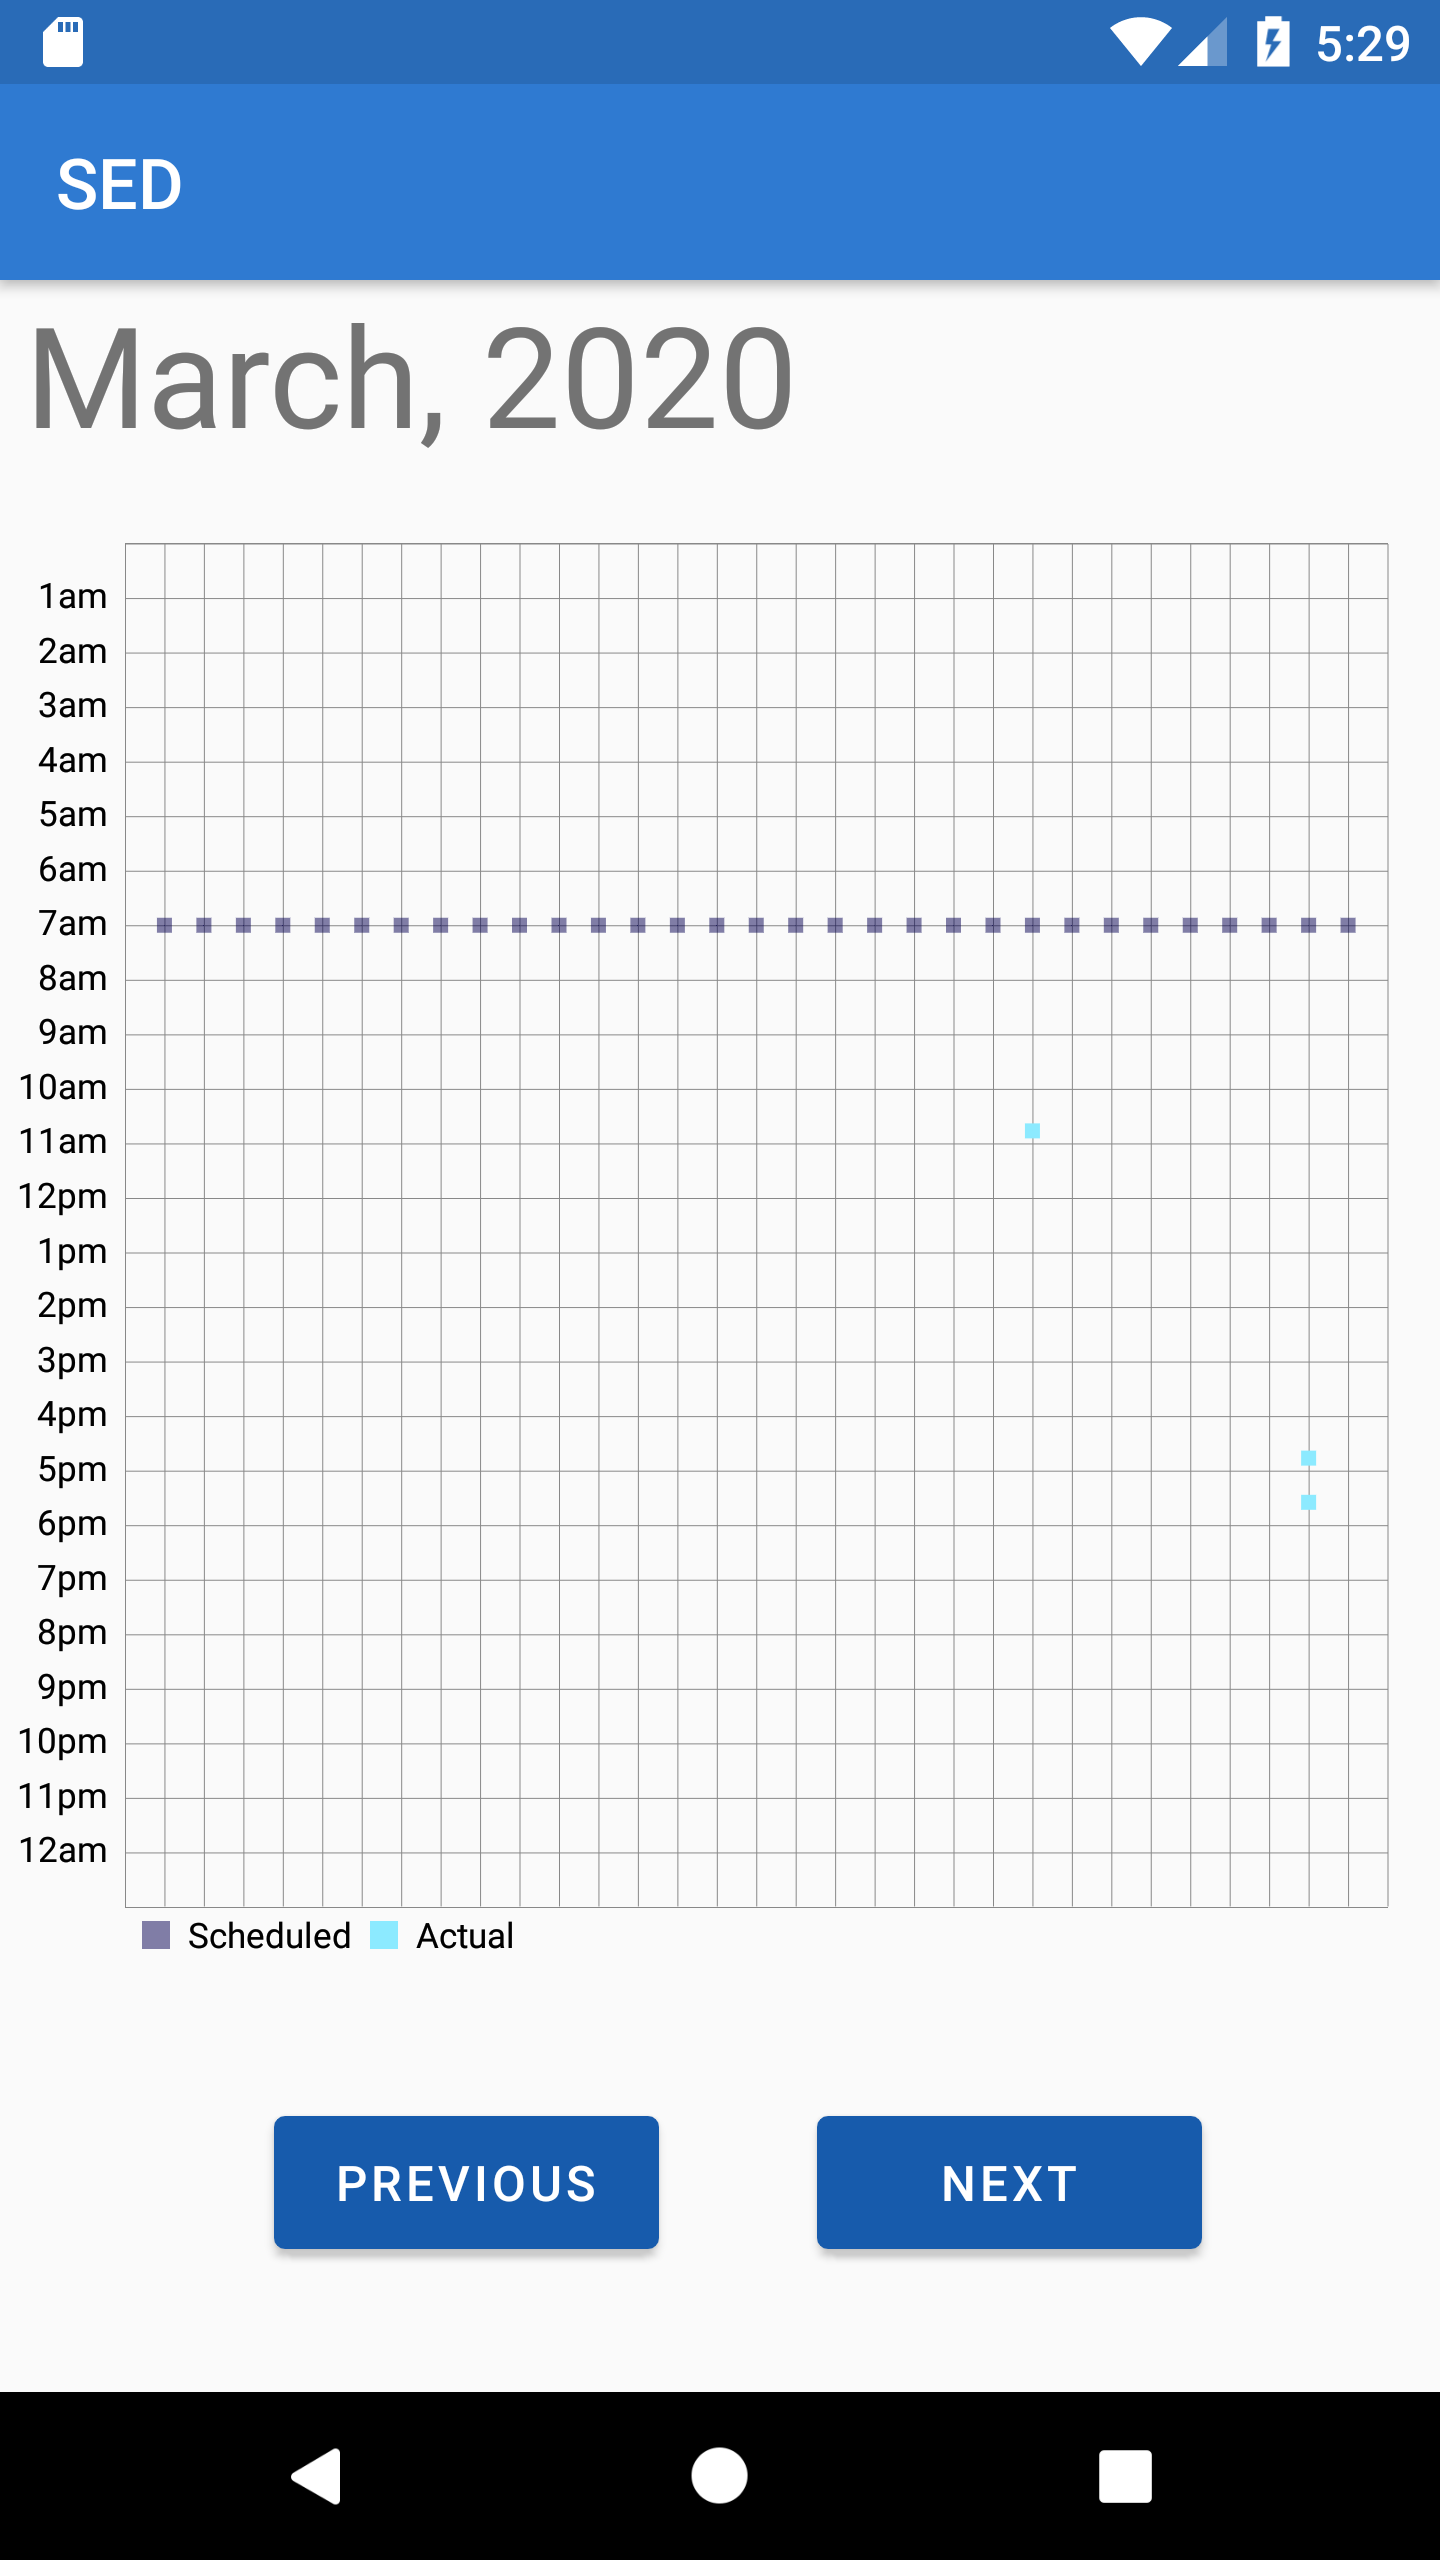 5:29
SED
March, 2020
1am
2am
3am
4am
5am
6am
7am
8am
9am
10am
11am
12pm
1pm
2pm
3pm
4pm
5pm
6pm
7pm
8pm
9pm
10pm
11pm
12am
Scheduled Actual
PREVIOUS NEXT